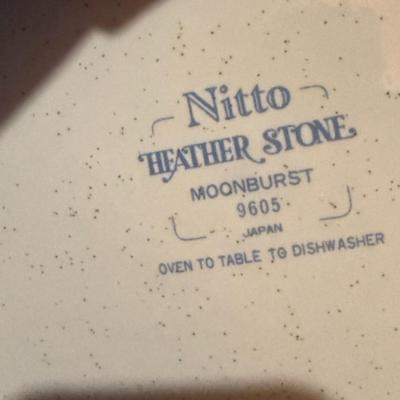 Nitto
HEATHER STONE
MOONBURST
9605
JAPAN
OVEN TO TABLE TO DISHWASHER